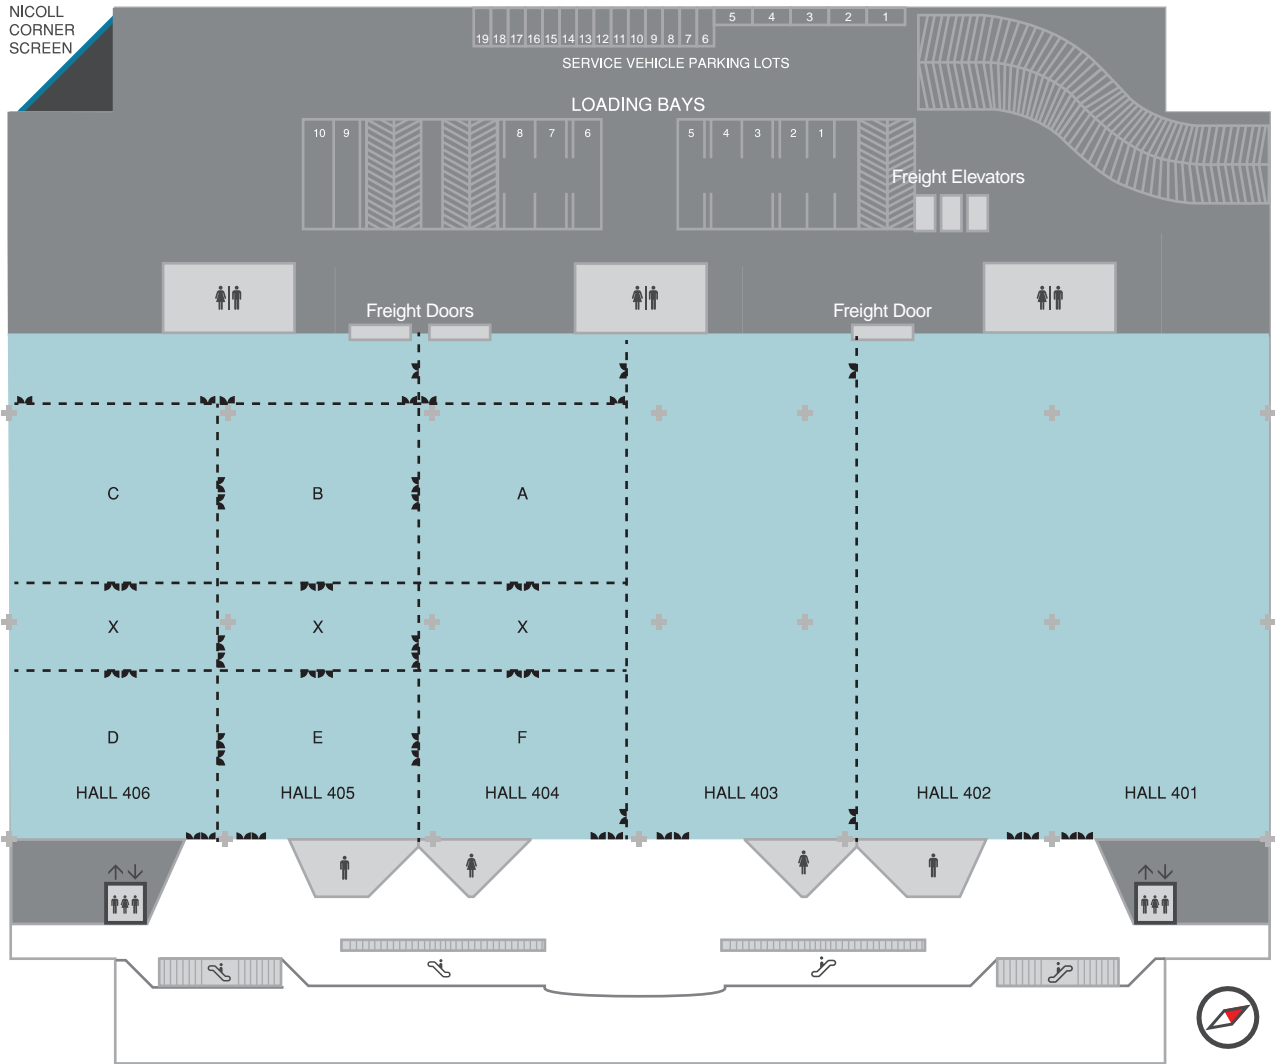 NICOLL
CORNER
SCREEN
5 4 3 2 1
19 18 17 16 15 14 13 12 11 10 9 8 7 6
SERVICE VEHICLE PARKING LOTS
LOADING BAYS
10 9 8 7 6 5 4 3 2 1
Freight Elevators
Freight Doors
Freight Door
C B A
X X X
D E F
HALL 406 HALL 405 HALL 404 HALL 403 HALL 402 HALL 401